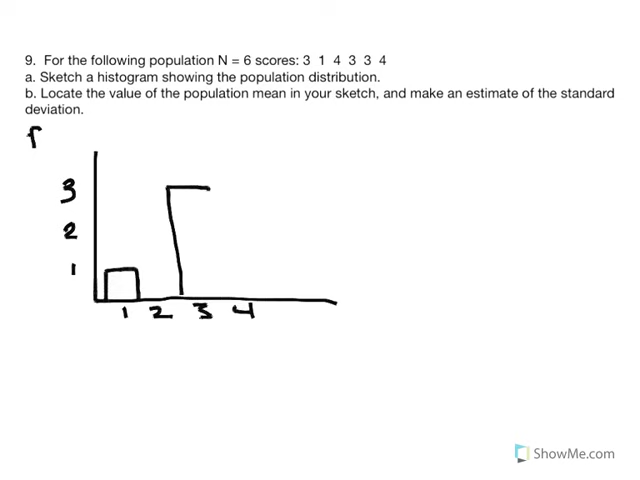 9. For the following population N = 6 scores: 3 1 4 3 3 4
a. Sketch a histogram showing the population distribution.
b. Locate the value of the population mean in your sketch, and make an estimate of the standard
deviation.
f
3
2
1
1 2 3 4
ShowMe.com